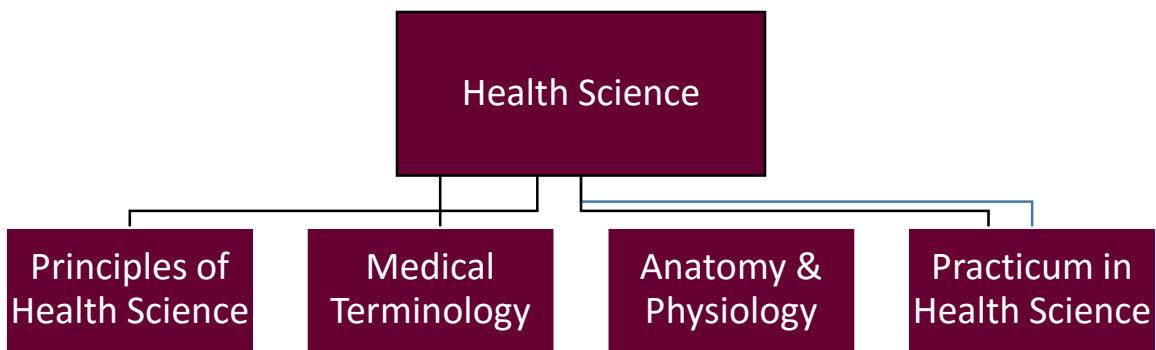 Health Science
Principles of
Health Science
Medical
Terminology
Anatomy &
Physiology
Practicum in
Health Science